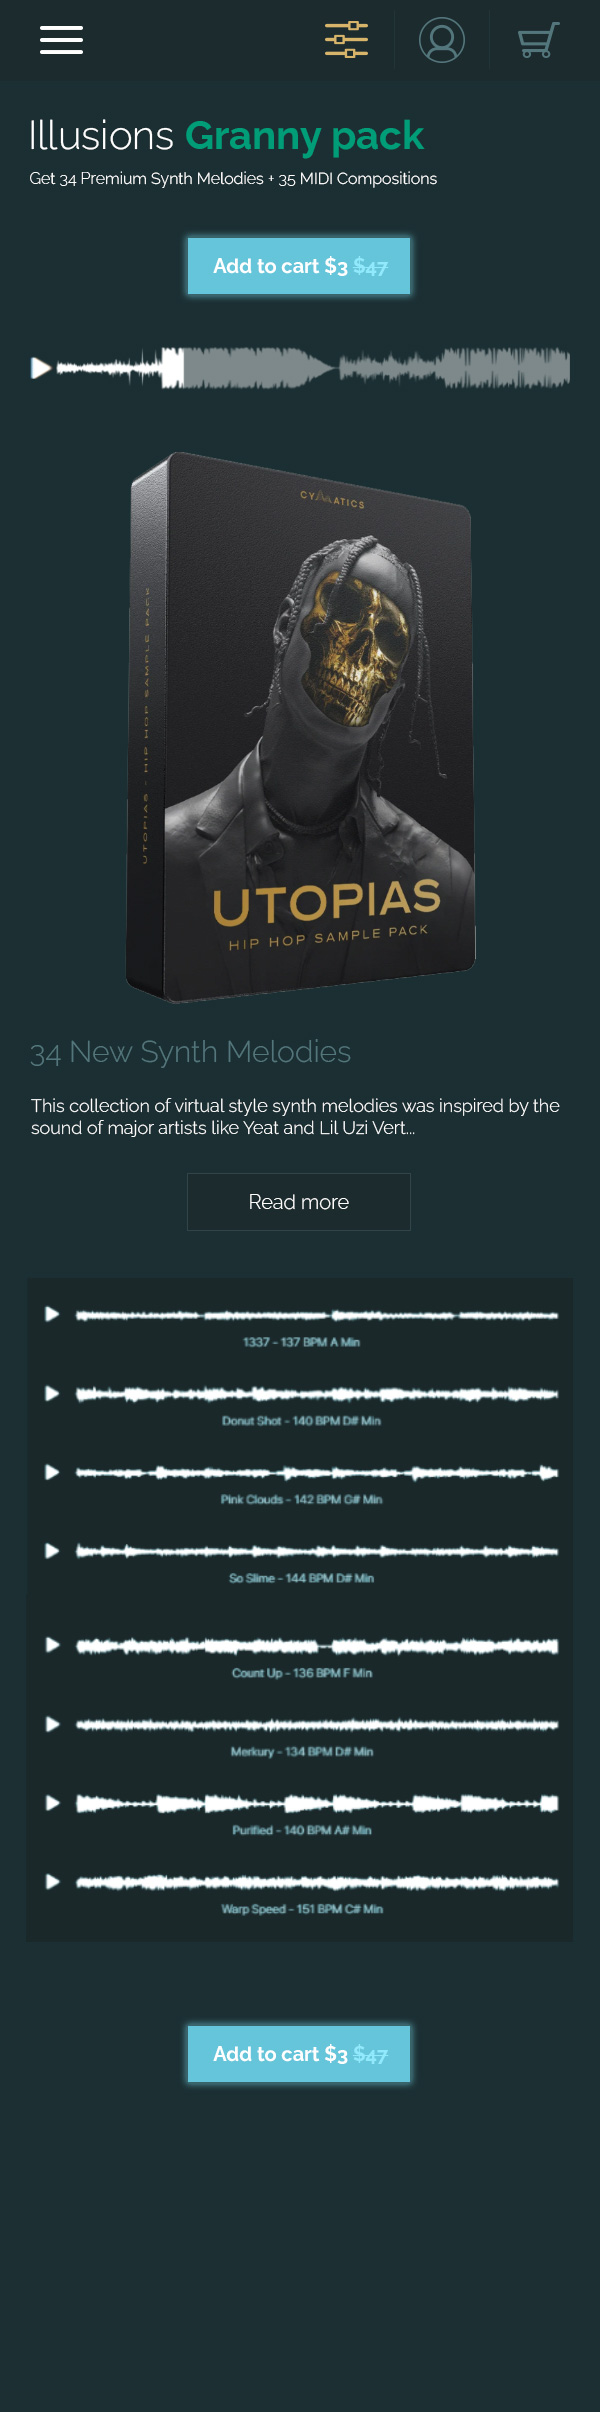 Illusions Granny pack
Get 34 Premium Synth Melodies + 35 MIDI Compositions
Add to cart $3 $47
CYMATICS
UTOPIAS - HIP HOP SAMPLE PACK
UTOPIAS
HIP HOP SAMPLE PACK
34 New Synth Melodies
This collection of virtual style synth melodies was inspired by the
sound of major artists like Yeat and Lil Uzi Vert...
Read more
1337 - 137 BPM A Min
Donut Shot - 140 BPM D# Min
Pink Clouds - 142 BPM G# Min
So Slime - 144 BPM D# Min
Count Up - 136 BPM F Min
Merkury - 134 BPM D# Min
Purified - 140 BPM A# Min
Warp Speed - 151 BPM C# Min
Add to cart $3 $47